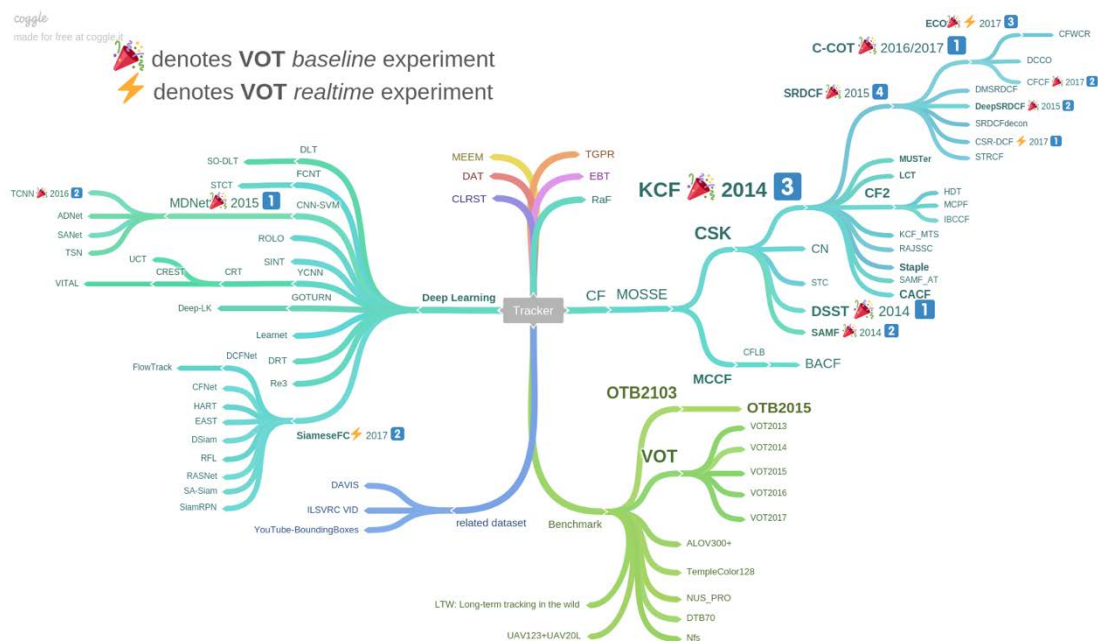 coggle
made for free at coggle.it
🎉 denotes VOT baseline experiment
⚡ denotes VOT realtime experiment
Tracker
MEEM
DAT
CLRST
TGPR
EBT
RaF
Deep Learning
DLT
SO-DLT
FCNT
STCT
CNN-SVM
MDNet🎉 2015 1
TCNN 🎉 2016 2
ADNet
SANet
TSN
ROLO
SINT
YCNN
CRT
CREST
UCT
VITAL
GOTURN
Deep-LK
Learnet
DRT
Re3
SiameseFC⚡ 2017 2
DCFNet
FlowTrack
CFNet
HART
EAST
DSiam
RFL
RASNet
SA-Siam
SiamRPN
CF
MOSSE
CSK
KCF 🎉 2014 3
SRDCF 🎉 2015 4
C-COT 🎉 2016/2017 1
ECO🎉 ⚡ 2017 3
CFWCR
DCCO
CFCF 🎉 2017 2
DMSRDCF
DeepSRDCF 🎉 2015 2
SRDCFdecon
CSR-DCF ⚡ 2017 1
STRCF
MUSTer
LCT
CF2
HDT
MCPF
IBCCF
KCF_MTS
RAJSSC
Staple
SAMF_AT
CACF
CN
STC
DSST 🎉 2014 1
SAMF 🎉 2014 2
MCCF
CFLB
BACF
related dataset
DAVIS
ILSVRC VID
YouTube-BoundingBoxes
Benchmark
OTB2103
OTB2015
VOT
VOT2013
VOT2014
VOT2015
VOT2016
VOT2017
ALOV300+
TempleColor128
NUS_PRO
DTB70
Nfs
LTW: Long-term tracking in the wild
UAV123+UAV20L